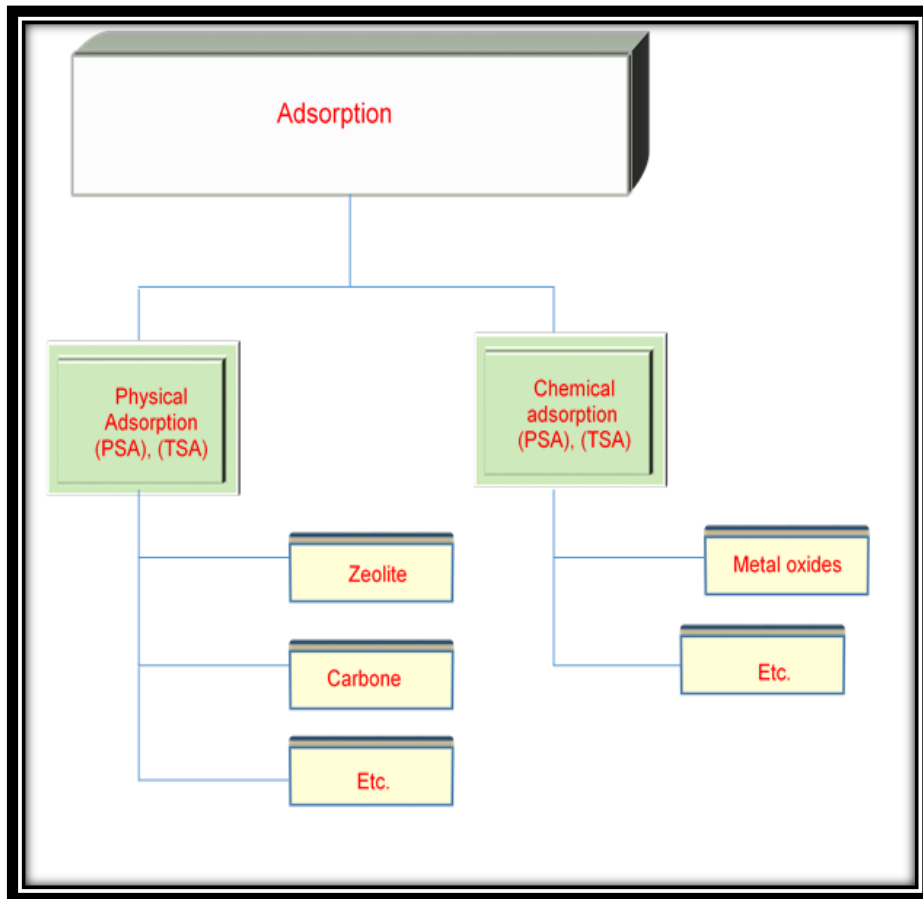 Adsorption
Physical
Adsorption
(PSA), (TSA)
Zeolite
Carbone
Etc.
Chemical
adsorption
(PSA), (TSA)
Metal oxides
Etc.